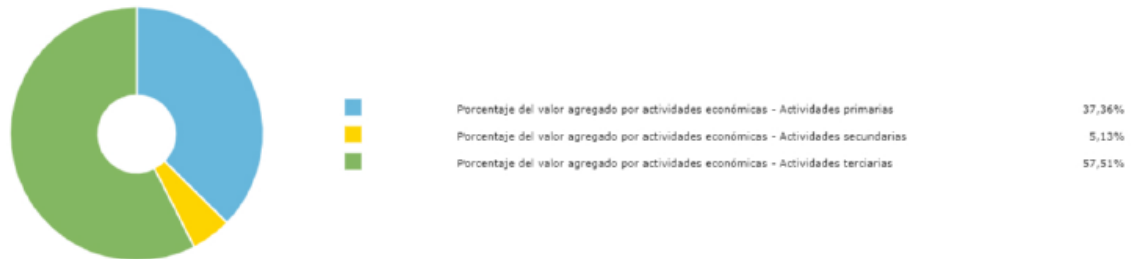 Porcentaje del valor agregado por actividades económicas - Actividades primarias 37,36%
Porcentaje del valor agregado por actividades económicas - Actividades secundarias 5,13%
Porcentaje del valor agregado por actividades económicas - Actividades terciarias 57,51%